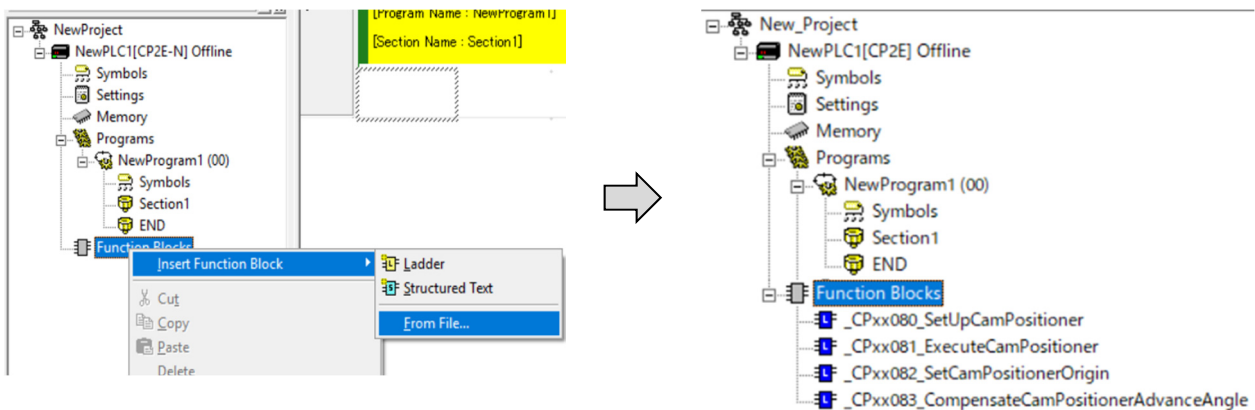 NewProject
NewPLC1[CP2E-N] Offline
Symbols
Settings
Memory
Programs
NewProgram1 (00)
Symbols
Section1
END
Function Blocks
[Program Name : NewProgram1]
[Section Name : Section1]
Insert Function Block
Cut
Copy
Paste
Delete
Ladder
Structured Text
From File...
New_Project
NewPLC1[CP2E] Offline
Symbols
Settings
Memory
Programs
NewProgram1 (00)
Symbols
Section1
END
Function Blocks
_CPxx080_SetUpCamPositioner
_CPxx081_ExecuteCamPositioner
_CPxx082_SetCamPositionerOrigin
_CPxx083_CompensateCamPositionerAdvanceAngle